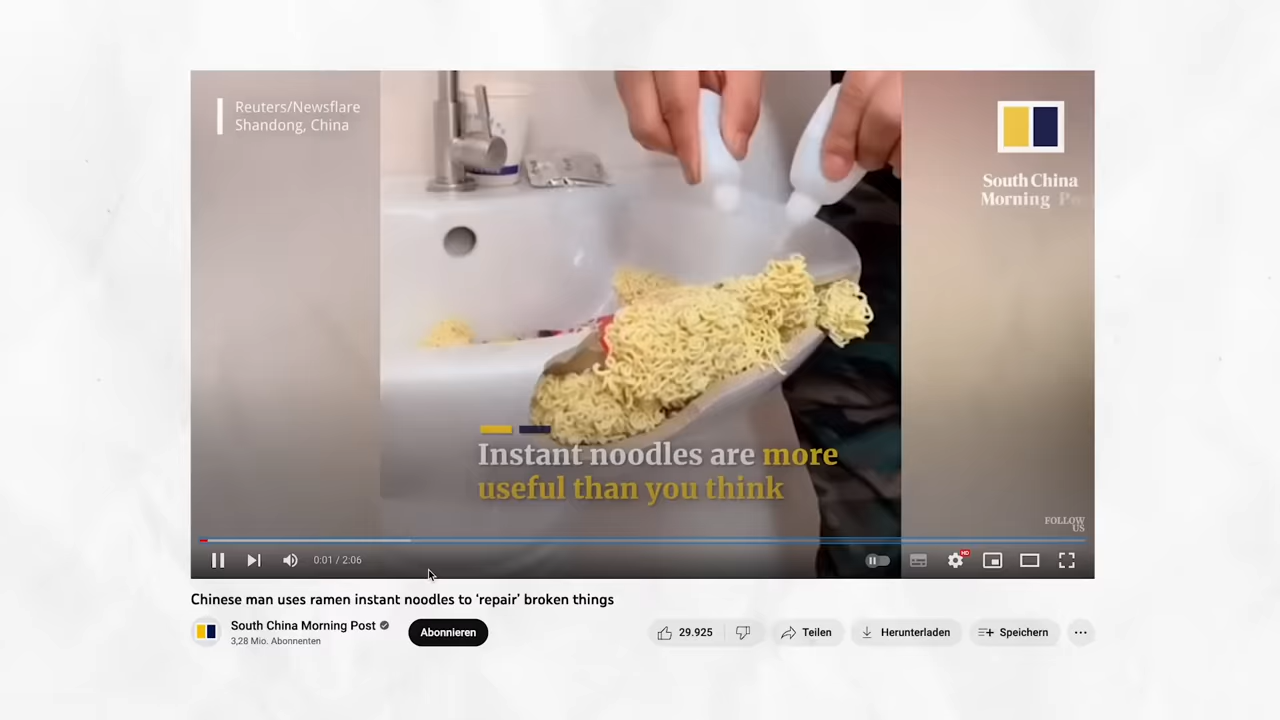 Reuters/Newsflare
Shandong, China
South China
Morning Po
Instant noodles are more
useful than you think
FOLLOW
US
0:01 / 2:06
HD
Chinese man uses ramen instant noodles to 'repair' broken things
South China Morning Post
3,28 Mio. Abonnenten
Abonnieren
29.925
Teilen
Herunterladen
Speichern